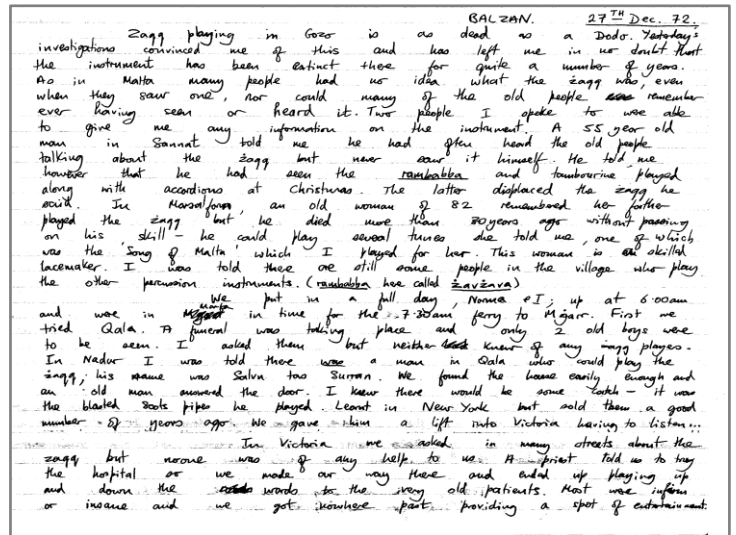 BALZAN. 27TH Dec. 72.
Zagg playing in Gozo is as dead as a Dodo. Yesterday's
investigations convinced me of this and has left me in no doubt that
the instrument has been extinct there for quite a number of years.
As in Malta many people had no idea what the żagg was, even
when they saw one, nor could many of the old people remember
ever having seen or heard it. Two people I spoke to were able
to give me any information on the instrument. A 55 year old
man in Sannat told me he had often heard the old people
talking about the żagg but never saw it himself. He told me
however that he had seen the rambabba and tambourine played
along with accordions at Christmas. The latter displaced the żagg he
said. In Marsalforn, an old woman of 82 remembered her father
played the żagg but he died more than 30 years ago without passing
on his skill - he could play several tunes she told me, one of which
was the 'Song of Malta' which I played for her. This woman is a skilled
lacemaker. I was told there are still some people in the village who play
the other percussion instruments. (rambabba here called żavżava)
We put in a full day, Norma & I; up at 6.00am
and were in Marfa in time for the 7.30am ferry to Mġarr. First we
tried Qala. A funeral was taking place and only 2 old boys were
to be seen. I asked them but neither knew of any żagg players.
In Nadur I was told there was a man in Qala who could play the
żagg; his name was Salvu tas Surran. We found the house easily enough and
an old man answered the door. I knew there would be some catch - it was
the blasted Scots pipes he played. Learnt in New York but sold them a good
number of years ago. We gave him a lift into Victoria having to listen...
In Victoria we asked in many streets about the
zagg but noone was of any help to us. A priest told us to try
the hospital so we made our way there and ended up playing up
and down the wards to the very old patients. Most were infirm
or insane and we got nowhere past providing a spot of entertainment.